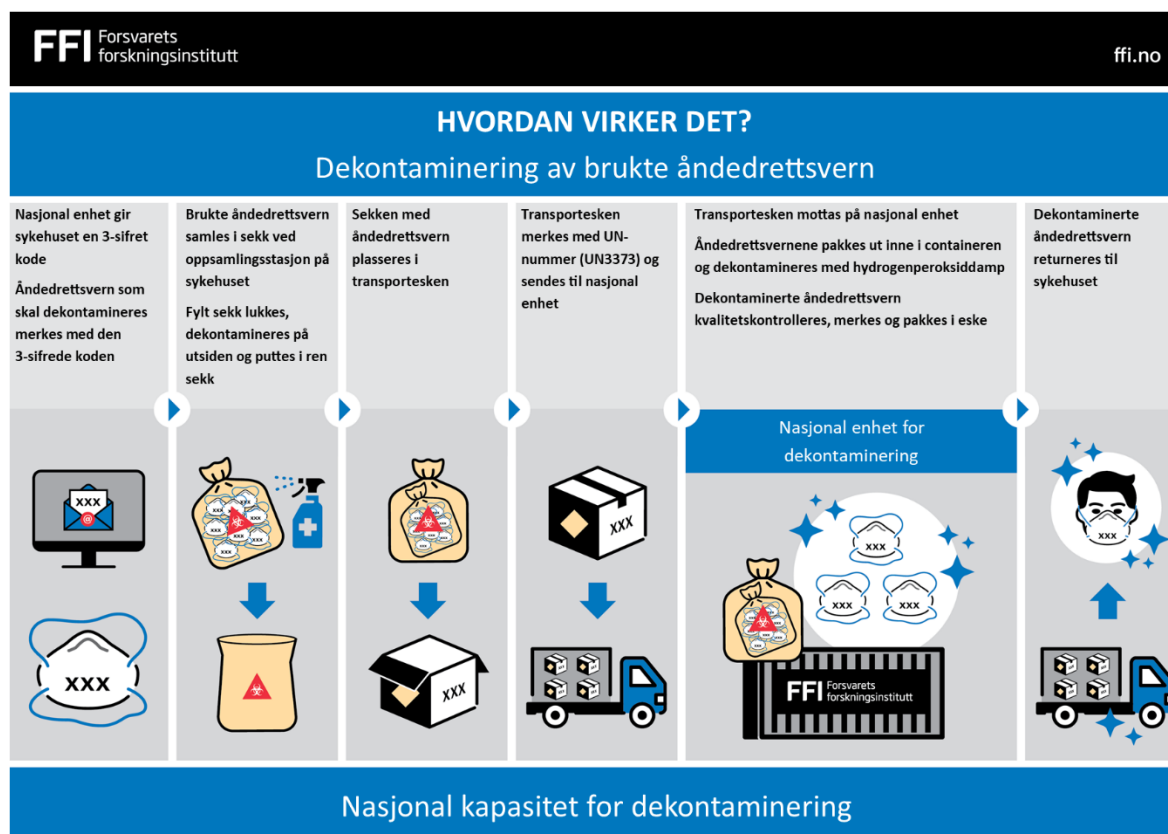 FFI Forsvarets
forskningsinstitutt
ffi.no
HVORDAN VIRKER DET?
Dekontaminering av brukte åndedrettsvern
Nasjonal enhet gir
sykehuset en 3-sifret
kode
Åndedrettsvern som
skal dekontamineres
merkes med den
3-sifrede koden
Brukte åndedrettsvern
samles i sekk ved
oppsamlingsstasjon på
sykehuset
Fylt sekk lukkes,
dekontamineres på
utsiden og puttes i ren
sekk
Sekken med
åndedrettsvern
plasseres i
transportesken
Transportesken
merkes med UN-
nummer (UN3373) og
sendes til nasjonal
enhet
Transportesken mottas på nasjonal enhet
Åndedrettsvernene pakkes ut inne i containeren
og dekontamineres med hydrogenperoksiddamp
Dekontaminerte åndedrettsvern
kvalitetskontrolleres, merkes og pakkes i eske
Dekontaminerte
åndedrettsvern
returneres til
sykehuset
Nasjonal enhet for
dekontaminering
XXX
@
XXX
XXX
XXX
XXX
XXX
XXX
XXX
XXX
FFI Forsvarets
forskningsinstitutt
Nasjonal kapasitet for dekontaminering